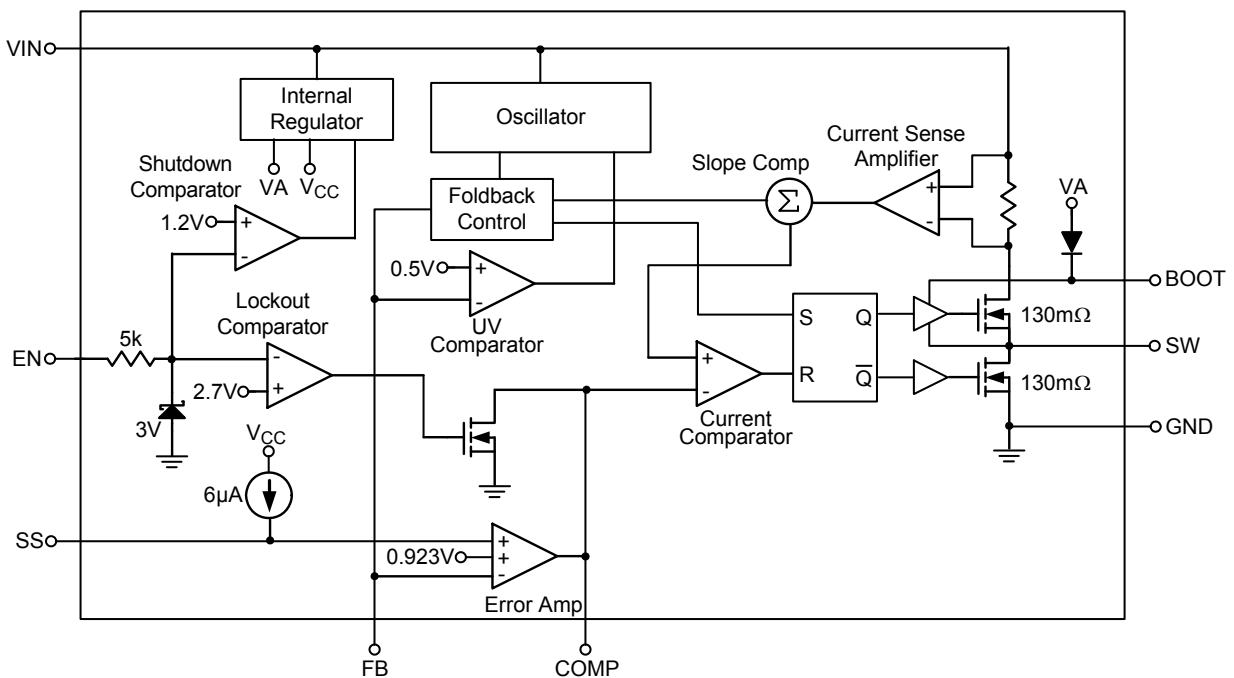 VIN
Internal
Regulator
Oscillator
Current Sense
Amplifier
Shutdown
Comparator
VA
VCC
Slope Comp
Foldback
Control
Σ
+
-
VA
1.2V
+
-
0.5V
+
-
UV
Comparator
BOOT
Lockout
Comparator
S
Q
130mΩ
5k
EN
-
+
2.7V
+
-
R
Q̅
SW
130mΩ
3V
Current
Comparator
VCC
GND
6µA
SS
+
+
-
0.923V
Error Amp
FB
COMP